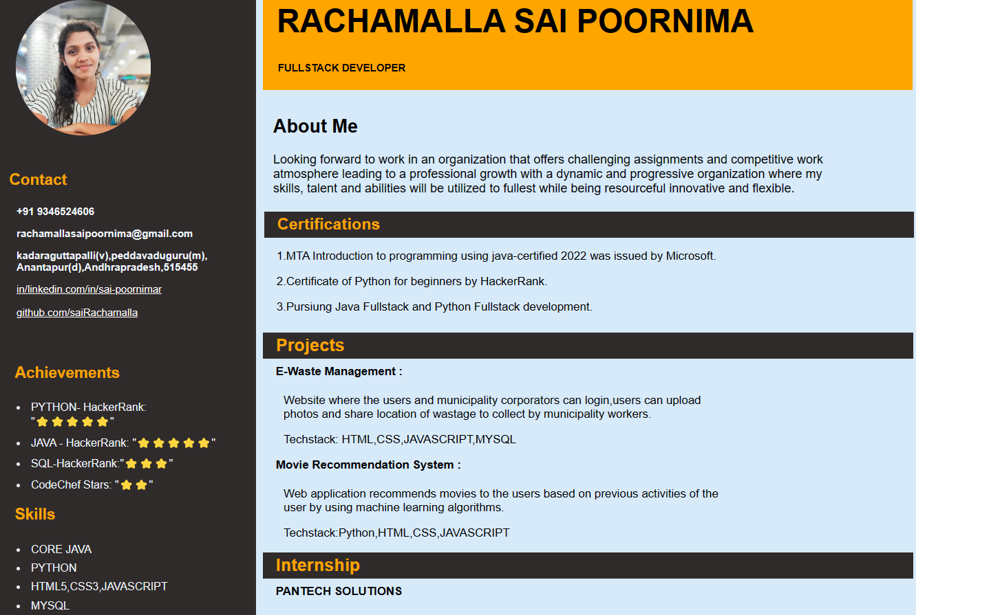 RACHAMALLA SAI POORNIMA
FULLSTACK DEVELOPER
Contact
+91 9346524606
rachamallasaipoornima@gmail.com
kadaraguttapalli(v),peddavaduguru(m),
Anantapur(d),Andhrapradesh,515455
in/linkedin.com/in/sai-poornimar
github.com/saiRachamalla
Achievements
• PYTHON- HackerRank:
"⭐⭐⭐⭐⭐"
• JAVA - HackerRank: "⭐⭐⭐⭐⭐"
• SQL-HackerRank:"⭐⭐⭐"
• CodeChef Stars: "⭐⭐"
Skills
• CORE JAVA
• PYTHON
• HTML5,CSS3,JAVASCRIPT
• MYSQL
About Me
Looking forward to work in an organization that offers challenging assignments and competitive work
atmosphere leading to a professional growth with a dynamic and progressive organization where my
skills, talent and abilities will be utilized to fullest while being resourceful innovative and flexible.
Certifications
1.MTA Introduction to programming using java-certified 2022 was issued by Microsoft.
2.Certificate of Python for beginners by HackerRank.
3.Pursiung Java Fullstack and Python Fullstack development.
Projects
E-Waste Management :
Website where the users and municipality corporators can login,users can upload
photos and share location of wastage to collect by municipality workers.
Techstack: HTML,CSS,JAVASCRIPT,MYSQL
Movie Recommendation System :
Web application recommends movies to the users based on previous activities of the
user by using machine learning algorithms.
Techstack:Python,HTML,CSS,JAVASCRIPT
Internship
PANTECH SOLUTIONS